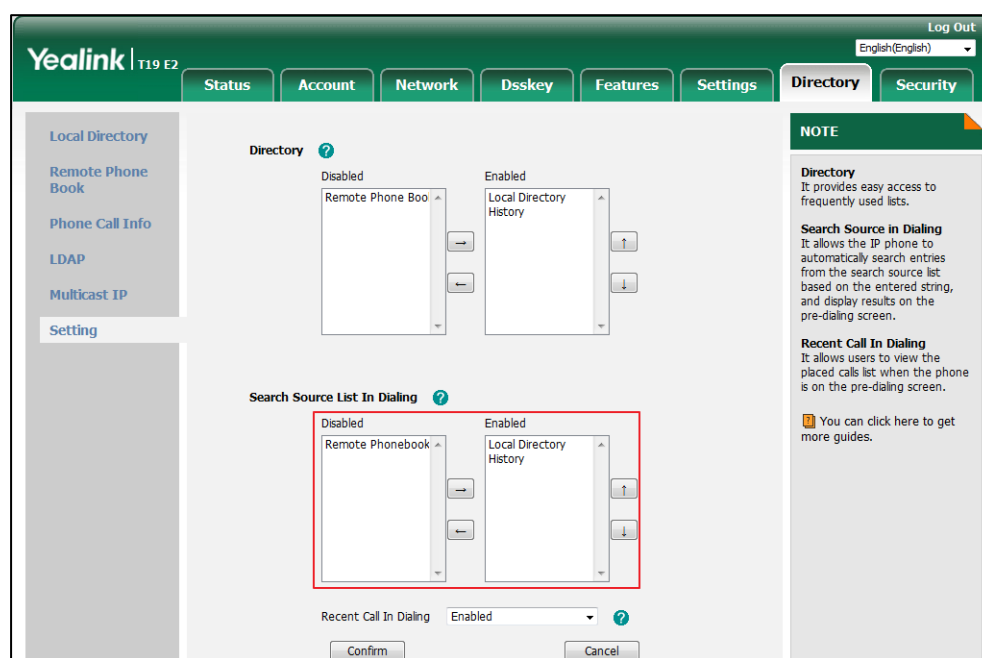 Log Out
English(English)
Yealink T19 E2
Status Account Network Dsskey Features Settings Directory Security
Local Directory
Remote Phone
Book
Phone Call Info
LDAP
Multicast IP
Setting
Directory ?
Disabled Enabled
Remote Phone Boo
Local Directory
History
→
←
↑
↓
Search Source List In Dialing ?
Disabled Enabled
Remote Phonebook
Local Directory
History
→
←
↑
↓
Recent Call In Dialing Enabled ?
Confirm Cancel
NOTE
Directory
It provides easy access to
frequently used lists.
Search Source in Dialing
It allows the IP phone to
automatically search entries
from the search source list
based on the entered string,
and display results on the
pre-dialing screen.
Recent Call In Dialing
It allows users to view the
placed calls list when the phone
is on the pre-dialing screen.
? You can click here to get
more guides.